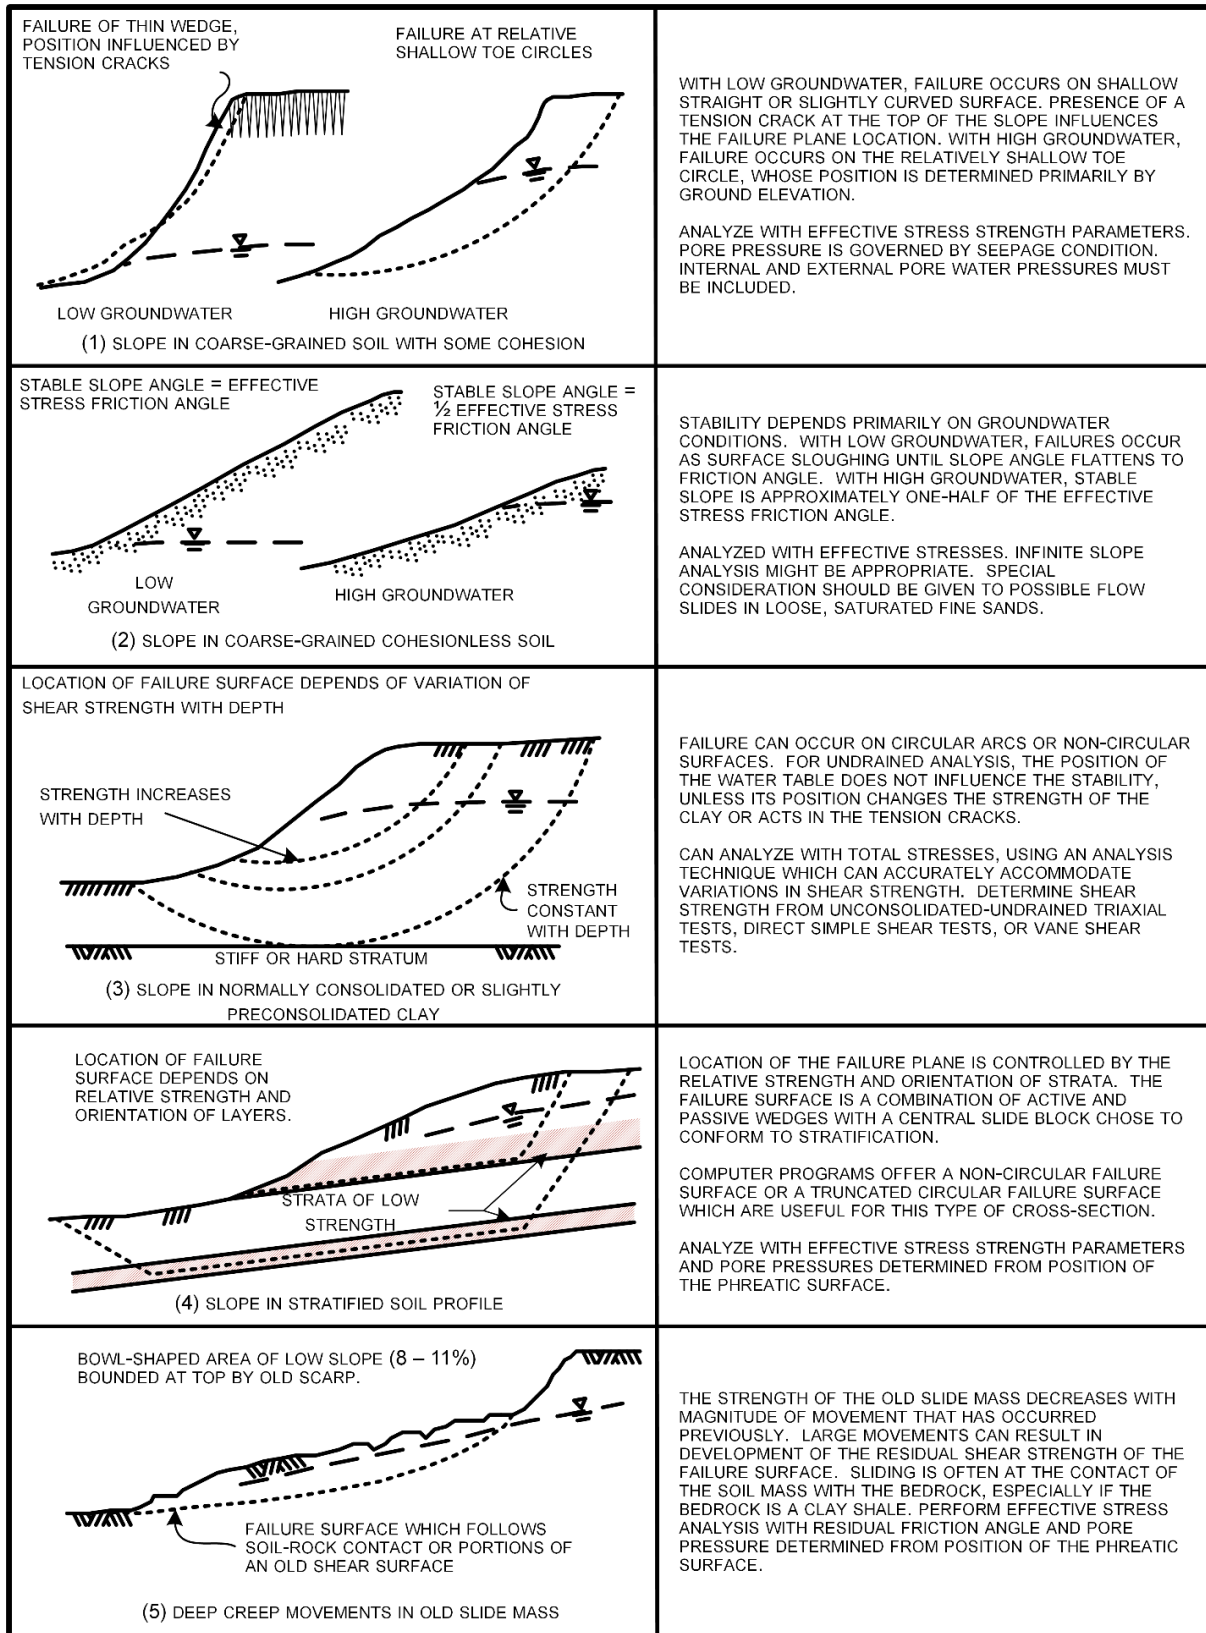 FAILURE OF THIN WEDGE,
POSITION INFLUENCED BY
TENSION CRACKS
FAILURE AT RELATIVE
SHALLOW TOE CIRCLES
LOW GROUNDWATER
HIGH GROUNDWATER
(1) SLOPE IN COARSE-GRAINED SOIL WITH SOME COHESION
WITH LOW GROUNDWATER, FAILURE OCCURS ON SHALLOW
STRAIGHT OR SLIGHTLY CURVED SURFACE. PRESENCE OF A
TENSION CRACK AT THE TOP OF THE SLOPE INFLUENCES
THE FAILURE PLANE LOCATION. WITH HIGH GROUNDWATER,
FAILURE OCCURS ON THE RELATIVELY SHALLOW TOE
CIRCLE, WHOSE POSITION IS DETERMINED PRIMARILY BY
GROUND ELEVATION.
ANALYZE WITH EFFECTIVE STRESS STRENGTH PARAMETERS.
PORE PRESSURE IS GOVERNED BY SEEPAGE CONDITION.
INTERNAL AND EXTERNAL PORE WATER PRESSURES MUST
BE INCLUDED.
STABLE SLOPE ANGLE = EFFECTIVE
STRESS FRICTION ANGLE
STABLE SLOPE ANGLE =
½ EFFECTIVE STRESS
FRICTION ANGLE
LOW
GROUNDWATER
HIGH GROUNDWATER
(2) SLOPE IN COARSE-GRAINED COHESIONLESS SOIL
STABILITY DEPENDS PRIMARILY ON GROUNDWATER
CONDITIONS. WITH LOW GROUNDWATER, FAILURES OCCUR
AS SURFACE SLOUGHING UNTIL SLOPE ANGLE FLATTENS TO
FRICTION ANGLE. WITH HIGH GROUNDWATER, STABLE
SLOPE IS APPROXIMATELY ONE-HALF OF THE EFFECTIVE
STRESS FRICTION ANGLE.
ANALYZED WITH EFFECTIVE STRESSES. INFINITE SLOPE
ANALYSIS MIGHT BE APPROPRIATE. SPECIAL
CONSIDERATION SHOULD BE GIVEN TO POSSIBLE FLOW
SLIDES IN LOOSE, SATURATED FINE SANDS.
LOCATION OF FAILURE SURFACE DEPENDS OF VARIATION OF
SHEAR STRENGTH WITH DEPTH
STRENGTH INCREASES
WITH DEPTH
STRENGTH
CONSTANT
WITH DEPTH
STIFF OR HARD STRATUM
(3) SLOPE IN NORMALLY CONSOLIDATED OR SLIGHTLY
PRECONSOLIDATED CLAY
FAILURE CAN OCCUR ON CIRCULAR ARCS OR NON-CIRCULAR
SURFACES. FOR UNDRAINED ANALYSIS, THE POSITION OF
THE WATER TABLE DOES NOT INFLUENCE THE STABILITY,
UNLESS ITS POSITION CHANGES THE STRENGTH OF THE
CLAY OR ACTS IN THE TENSION CRACKS.
CAN ANALYZE WITH TOTAL STRESSES, USING AN ANALYSIS
TECHNIQUE WHICH CAN ACCURATELY ACCOMMODATE
VARIATIONS IN SHEAR STRENGTH. DETERMINE SHEAR
STRENGTH FROM UNCONSOLIDATED-UNDRAINED TRIAXIAL
TESTS, DIRECT SIMPLE SHEAR TESTS, OR VANE SHEAR
TESTS.
LOCATION OF FAILURE
SURFACE DEPENDS ON
RELATIVE STRENGTH AND
ORIENTATION OF LAYERS.
STRATA OF LOW
STRENGTH
(4) SLOPE IN STRATIFIED SOIL PROFILE
LOCATION OF THE FAILURE PLANE IS CONTROLLED BY THE
RELATIVE STRENGTH AND ORIENTATION OF STRATA. THE
FAILURE SURFACE IS A COMBINATION OF ACTIVE AND
PASSIVE WEDGES WITH A CENTRAL SLIDE BLOCK CHOSE TO
CONFORM TO STRATIFICATION.
COMPUTER PROGRAMS OFFER A NON-CIRCULAR FAILURE
SURFACE OR A TRUNCATED CIRCULAR FAILURE SURFACE
WHICH ARE USEFUL FOR THIS TYPE OF CROSS-SECTION.
ANALYZE WITH EFFECTIVE STRESS STRENGTH PARAMETERS
AND PORE PRESSURES DETERMINED FROM POSITION OF
THE PHREATIC SURFACE.
BOWL-SHAPED AREA OF LOW SLOPE (8 – 11%)
BOUNDED AT TOP BY OLD SCARP.
FAILURE SURFACE WHICH FOLLOWS
SOIL-ROCK CONTACT OR PORTIONS OF
AN OLD SHEAR SURFACE
(5) DEEP CREEP MOVEMENTS IN OLD SLIDE MASS
THE STRENGTH OF THE OLD SLIDE MASS DECREASES WITH
MAGNITUDE OF MOVEMENT THAT HAS OCCURRED
PREVIOUSLY. LARGE MOVEMENTS CAN RESULT IN
DEVELOPMENT OF THE RESIDUAL SHEAR STRENGTH OF THE
FAILURE SURFACE. SLIDING IS OFTEN AT THE CONTACT OF
THE SOIL MASS WITH THE BEDROCK, ESPECIALLY IF THE
BEDROCK IS A CLAY SHALE. PERFORM EFFECTIVE STRESS
ANALYSIS WITH RESIDUAL FRICTION ANGLE AND PORE
PRESSURE DETERMINED FROM POSITION OF THE PHREATIC
SURFACE.